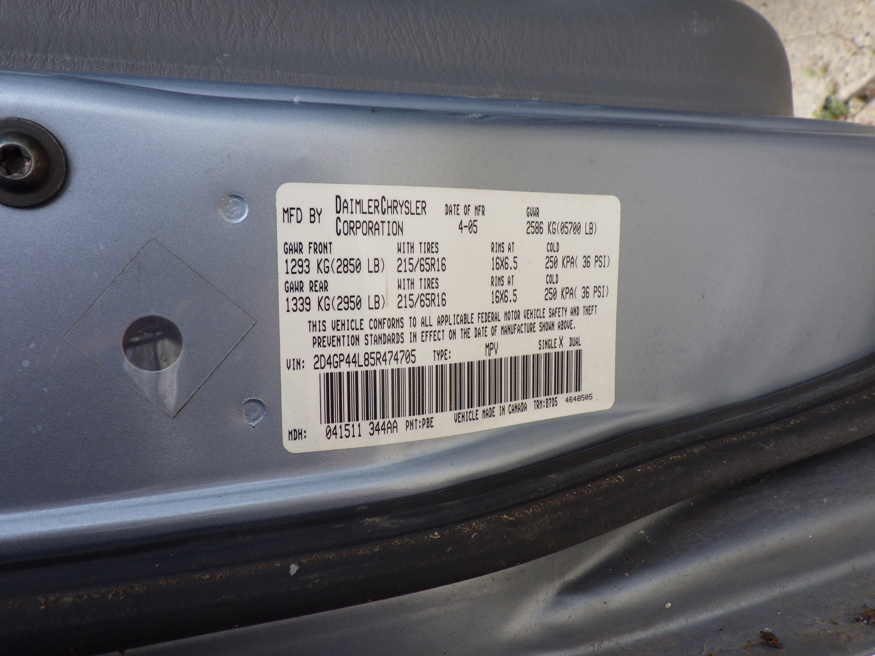 MFD BY DAIMLERCHRYSLER CORPORATION DATE OF MFR 4-05 GVWR 2586 KG(05700 LB)
GAWR FRONT WITH TIRES RIMS AT COLD
1293 KG(2850 LB) 215/65R16 16X6.5 250 KPA( 36 PSI)
GAWR REAR WITH TIRES RIMS AT COLD
1339 KG(2950 LB) 215/65R16 16X6.5 250 KPA( 36 PSI)
THIS VEHICLE CONFORMS TO ALL APPLICABLE FEDERAL MOTOR VEHICLE SAFETY AND THEFT
PREVENTION STANDARDS IN EFFECT ON THE DATE OF MANUFACTURE SHOWN ABOVE.
VIN: 2D4GP44L85R474705 TYPE: MPV SINGLE X DUAL
MDH: 041511 344AA PNT:PBE VEHICLE MADE IN CANADA TRM:B7DS 4648505